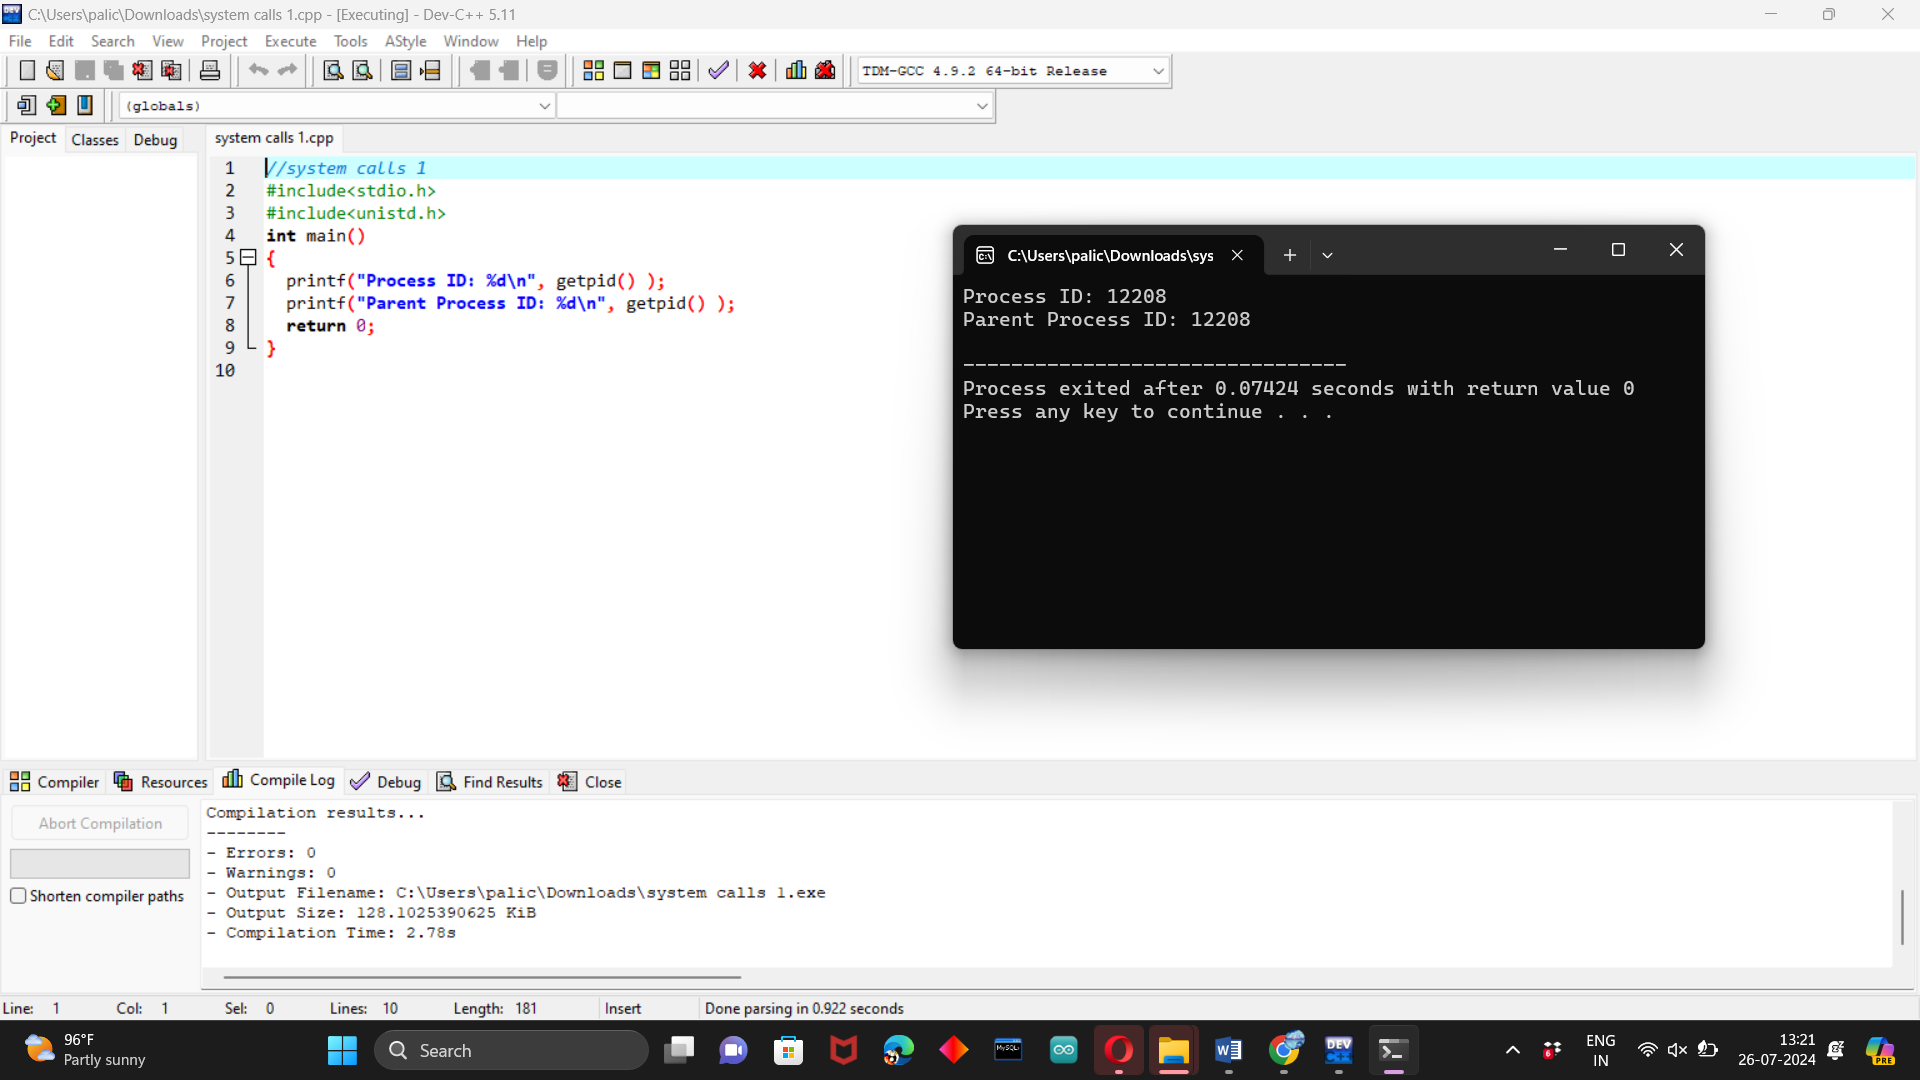 C:\Users\palic\Downloads\system calls 1.cpp - [Executing] - Dev-C++ 5.11
File Edit Search View Project Execute Tools AStyle Window Help
TDM-GCC 4.9.2 64-bit Release
(globals)
Project Classes Debug
system calls 1.cpp
1 //system calls 1
2 #include<stdio.h>
3 #include<unistd.h>
4 int main()
5 {
6 printf("Process ID: %d\n", getpid() );
7 printf("Parent Process ID: %d\n", getpid() );
8 return 0;
9 }
10
C:\Users\palic\Downloads\sys
Process ID: 12208
Parent Process ID: 12208
--------------------------------
Process exited after 0.07424 seconds with return value 0
Press any key to continue . . .
Compiler Resources Compile Log Debug Find Results Close
Abort Compilation
Shorten compiler paths
Compilation results...
--------
- Errors: 0
- Warnings: 0
- Output Filename: C:\Users\palic\Downloads\system calls 1.exe
- Output Size: 128.1025390625 KiB
- Compilation Time: 2.78s
Line: 1 Col: 1 Sel: 0 Lines: 10 Length: 181 Insert Done parsing in 0.922 seconds
96°F
Partly sunny
Search
MySQL
DEV
ENG
IN
13:21
26-07-2024
PRE